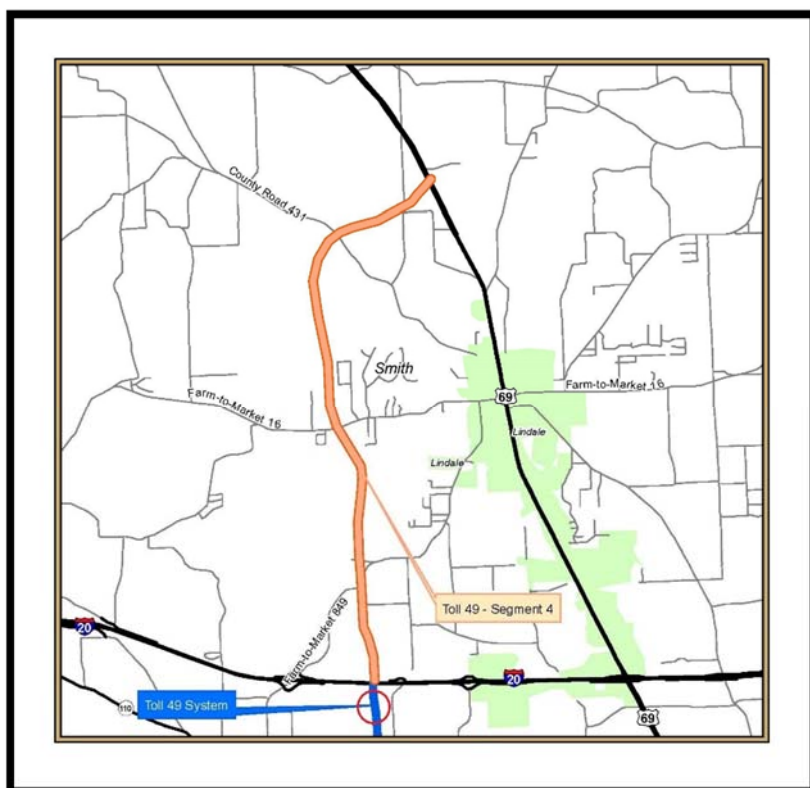 County Road 431
Smith
Farm-to-Market 16
Farm-to-Market 16
69
Lindale
Lindale
Toll 49 - Segment 4
Farm-to-Market 849
20
20
110
Toll 49 System
69